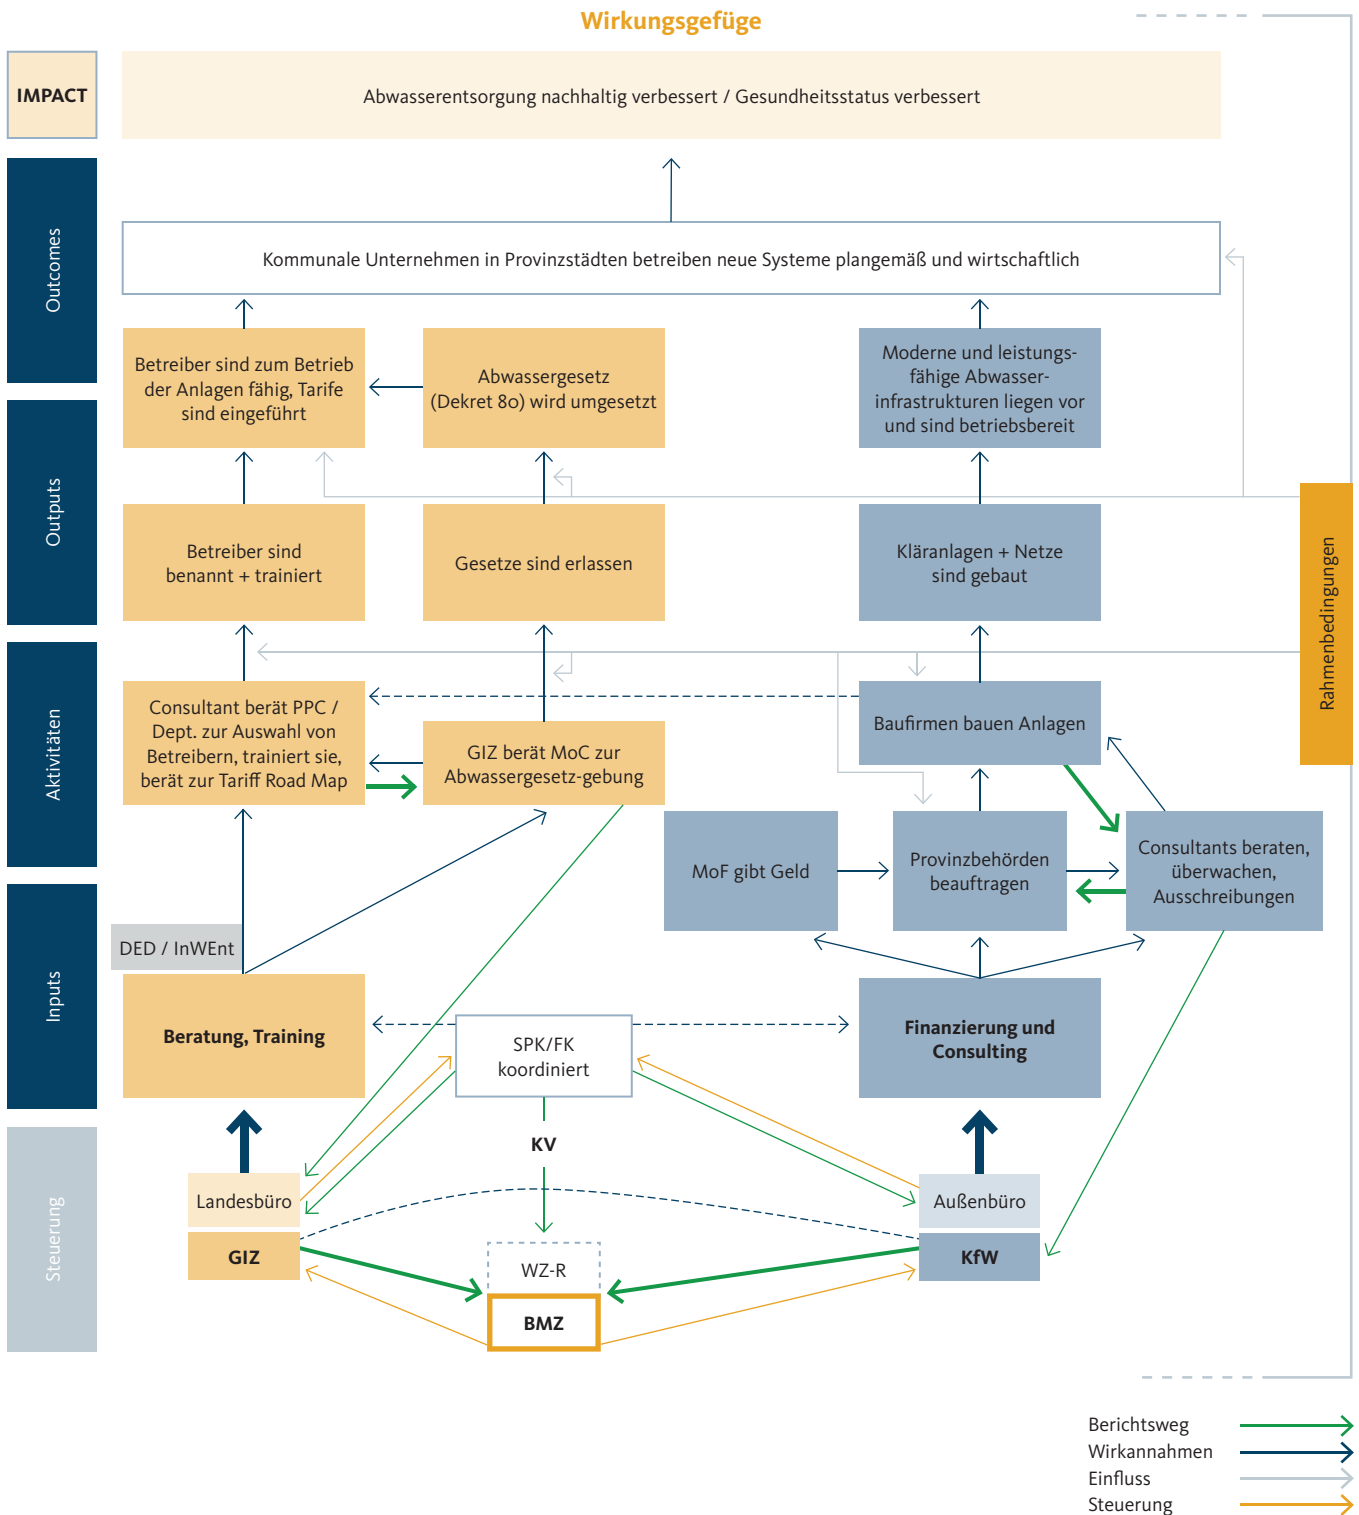 Wirkungsgefüge
IMPACT
Abwasserentsorgung nachhaltig verbessert / Gesundheitsstatus verbessert
Outcomes
Kommunale Unternehmen in Provinzstädten betreiben neue Systeme plangemäß und wirtschaftlich
Betreiber sind zum Betrieb
der Anlagen fähig, Tarife
sind eingeführt
Abwassergesetz
(Dekret 80) wird umgesetzt
Moderne und leistungs-
fähige Abwasser-
infrastrukturen liegen vor
und sind betriebsbereit
Outputs
Betreiber sind
benannt + trainiert
Gesetze sind erlassen
Kläranlagen + Netze
sind gebaut
Rahmenbedingungen
Aktivitäten
Consultant berät PPC /
Dept. zur Auswahl von
Betreibern, trainiert sie,
berät zur Tariff Road Map
GIZ berät MoC zur
Abwassergesetz-gebung
Baufirmen bauen Anlagen
MoF gibt Geld
Provinzbehörden
beauftragen
Consultants beraten,
überwachen,
Ausschreibungen
Inputs
DED / InWEnt
Beratung, Training
SPK/FK
koordiniert
Finanzierung und
Consulting
Steuerung
KV
Landesbüro
GIZ
Außenbüro
KfW
WZ-R
BMZ
Berichtsweg
Wirkannahmen
Einfluss
Steuerung